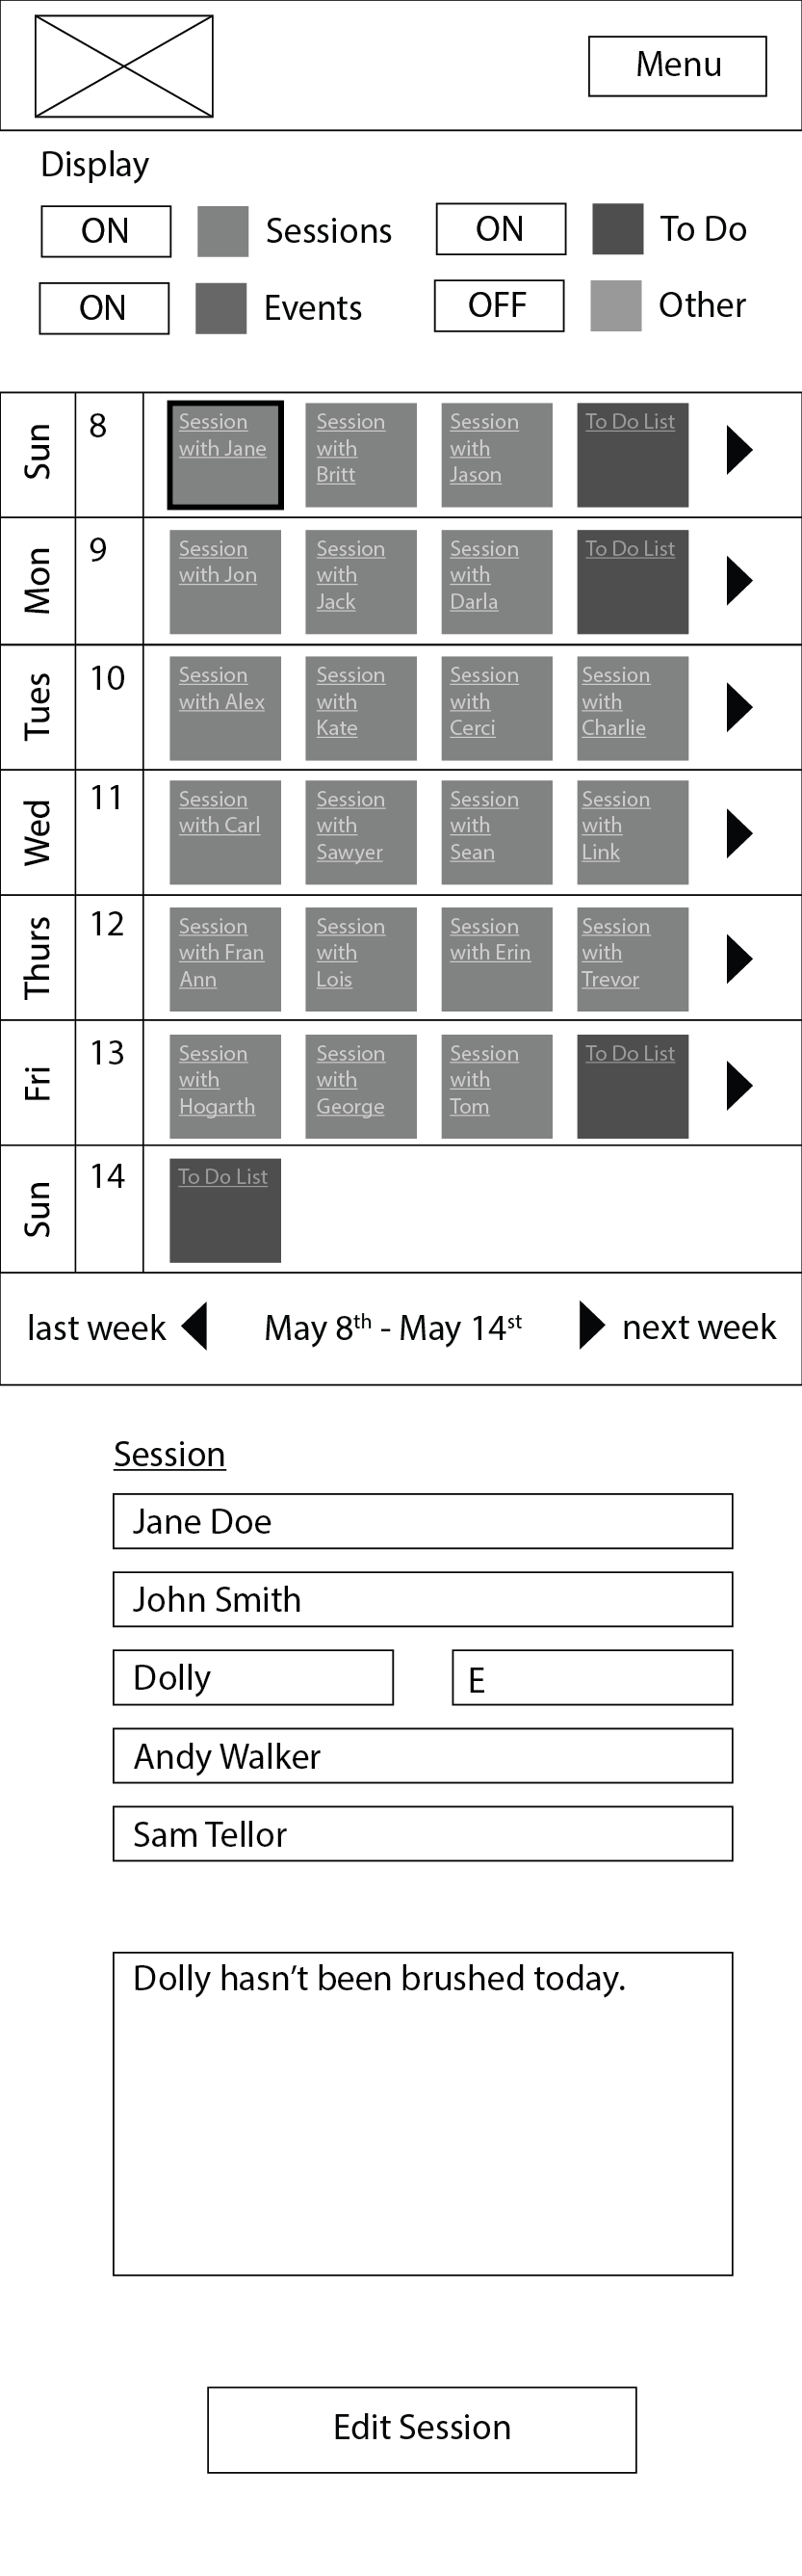 Menu
Display
ON Sessions ON To Do
ON Events OFF Other
Sun 8
Session
with Jane
Session
with
Britt
Session
with
Jason
To Do List
Mon 9
Session
with Jon
Session
with
Jack
Session
with
Darla
To Do List
Tues 10
Session
with Alex
Session
with
Kate
Session
with
Cerci
Session
with
Charlie
Wed 11
Session
with Carl
Session
with
Sawyer
Session
with
Sean
Session
with
Link
Thurs 12
Session
with Fran
Ann
Session
with
Lois
Session
with Erin
Session
with
Trevor
Fri 13
Session
with
Hogarth
Session
with
George
Session
with
Tom
To Do List
Sun 14
To Do List
last week May 8th - May 14st next week
Session
Jane Doe
John Smith
Dolly E
Andy Walker
Sam Tellor
Dolly hasn’t been brushed today.
Edit Session